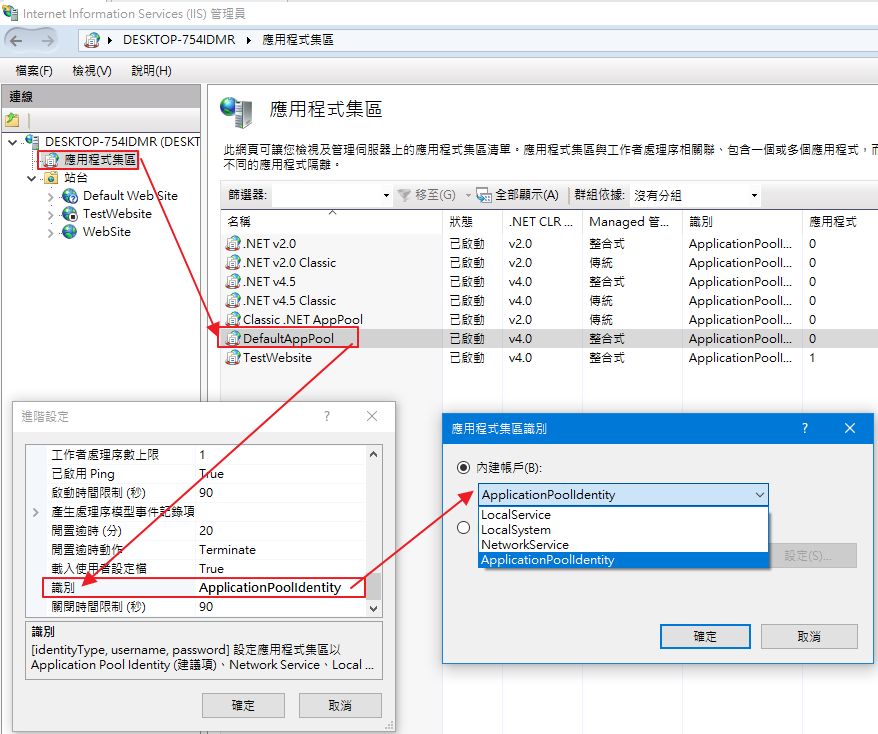 Internet Information Services (IIS) 管理員
DESKTOP-754IDMR 應用程式集區
檔案(F) 檢視(V) 說明(H)
連線
DESKTOP-754IDMR (DESKT
應用程式集區
站台
Default Web Site
TestWebsite
WebSite
應用程式集區
此網頁可讓您檢視及管理伺服器上的應用程式集區清單。應用程式集區與工作者處理序相關聯、包含一個或多個應用程式，而
不同的應用程式隔離。
篩選器: 移至(G) 全部顯示(A) 群組依據: 沒有分組
名稱 狀態 .NET CLR ... Managed 管... 識別 應用程式
.NET v2.0 已啟動 v2.0 整合式 ApplicationPoolI... 0
.NET v2.0 Classic 已啟動 v2.0 傳統 ApplicationPoolI... 0
.NET v4.5 已啟動 v4.0 整合式 ApplicationPoolI... 0
.NET v4.5 Classic 已啟動 v4.0 傳統 ApplicationPoolI... 0
Classic .NET AppPool 已啟動 v2.0 傳統 ApplicationPoolI... 0
DefaultAppPool 已啟動 v4.0 整合式 ApplicationPoolI... 0
TestWebsite 已啟動 v4.0 整合式 ApplicationPoolI... 1
進階設定 ?
工作者處理序數上限 1
已啟用 Ping True
啟動時間限制 (秒) 90
產生處理序模型事件記錄項
閒置逾時 (分) 20
閒置逾時動作 Terminate
載入使用者設定檔 True
識別 ApplicationPoolIdentity
關閉時間限制 (秒) 90
識別
[identityType, username, password] 設定應用程式集區以
Application Pool Identity (建議項)、Network Service、Local ...
確定 取消
應用程式集區識別 ?
內建帳戶(B):
ApplicationPoolIdentity
LocalService
LocalSystem
NetworkService
ApplicationPoolIdentity
設定(S)...
確定 取消